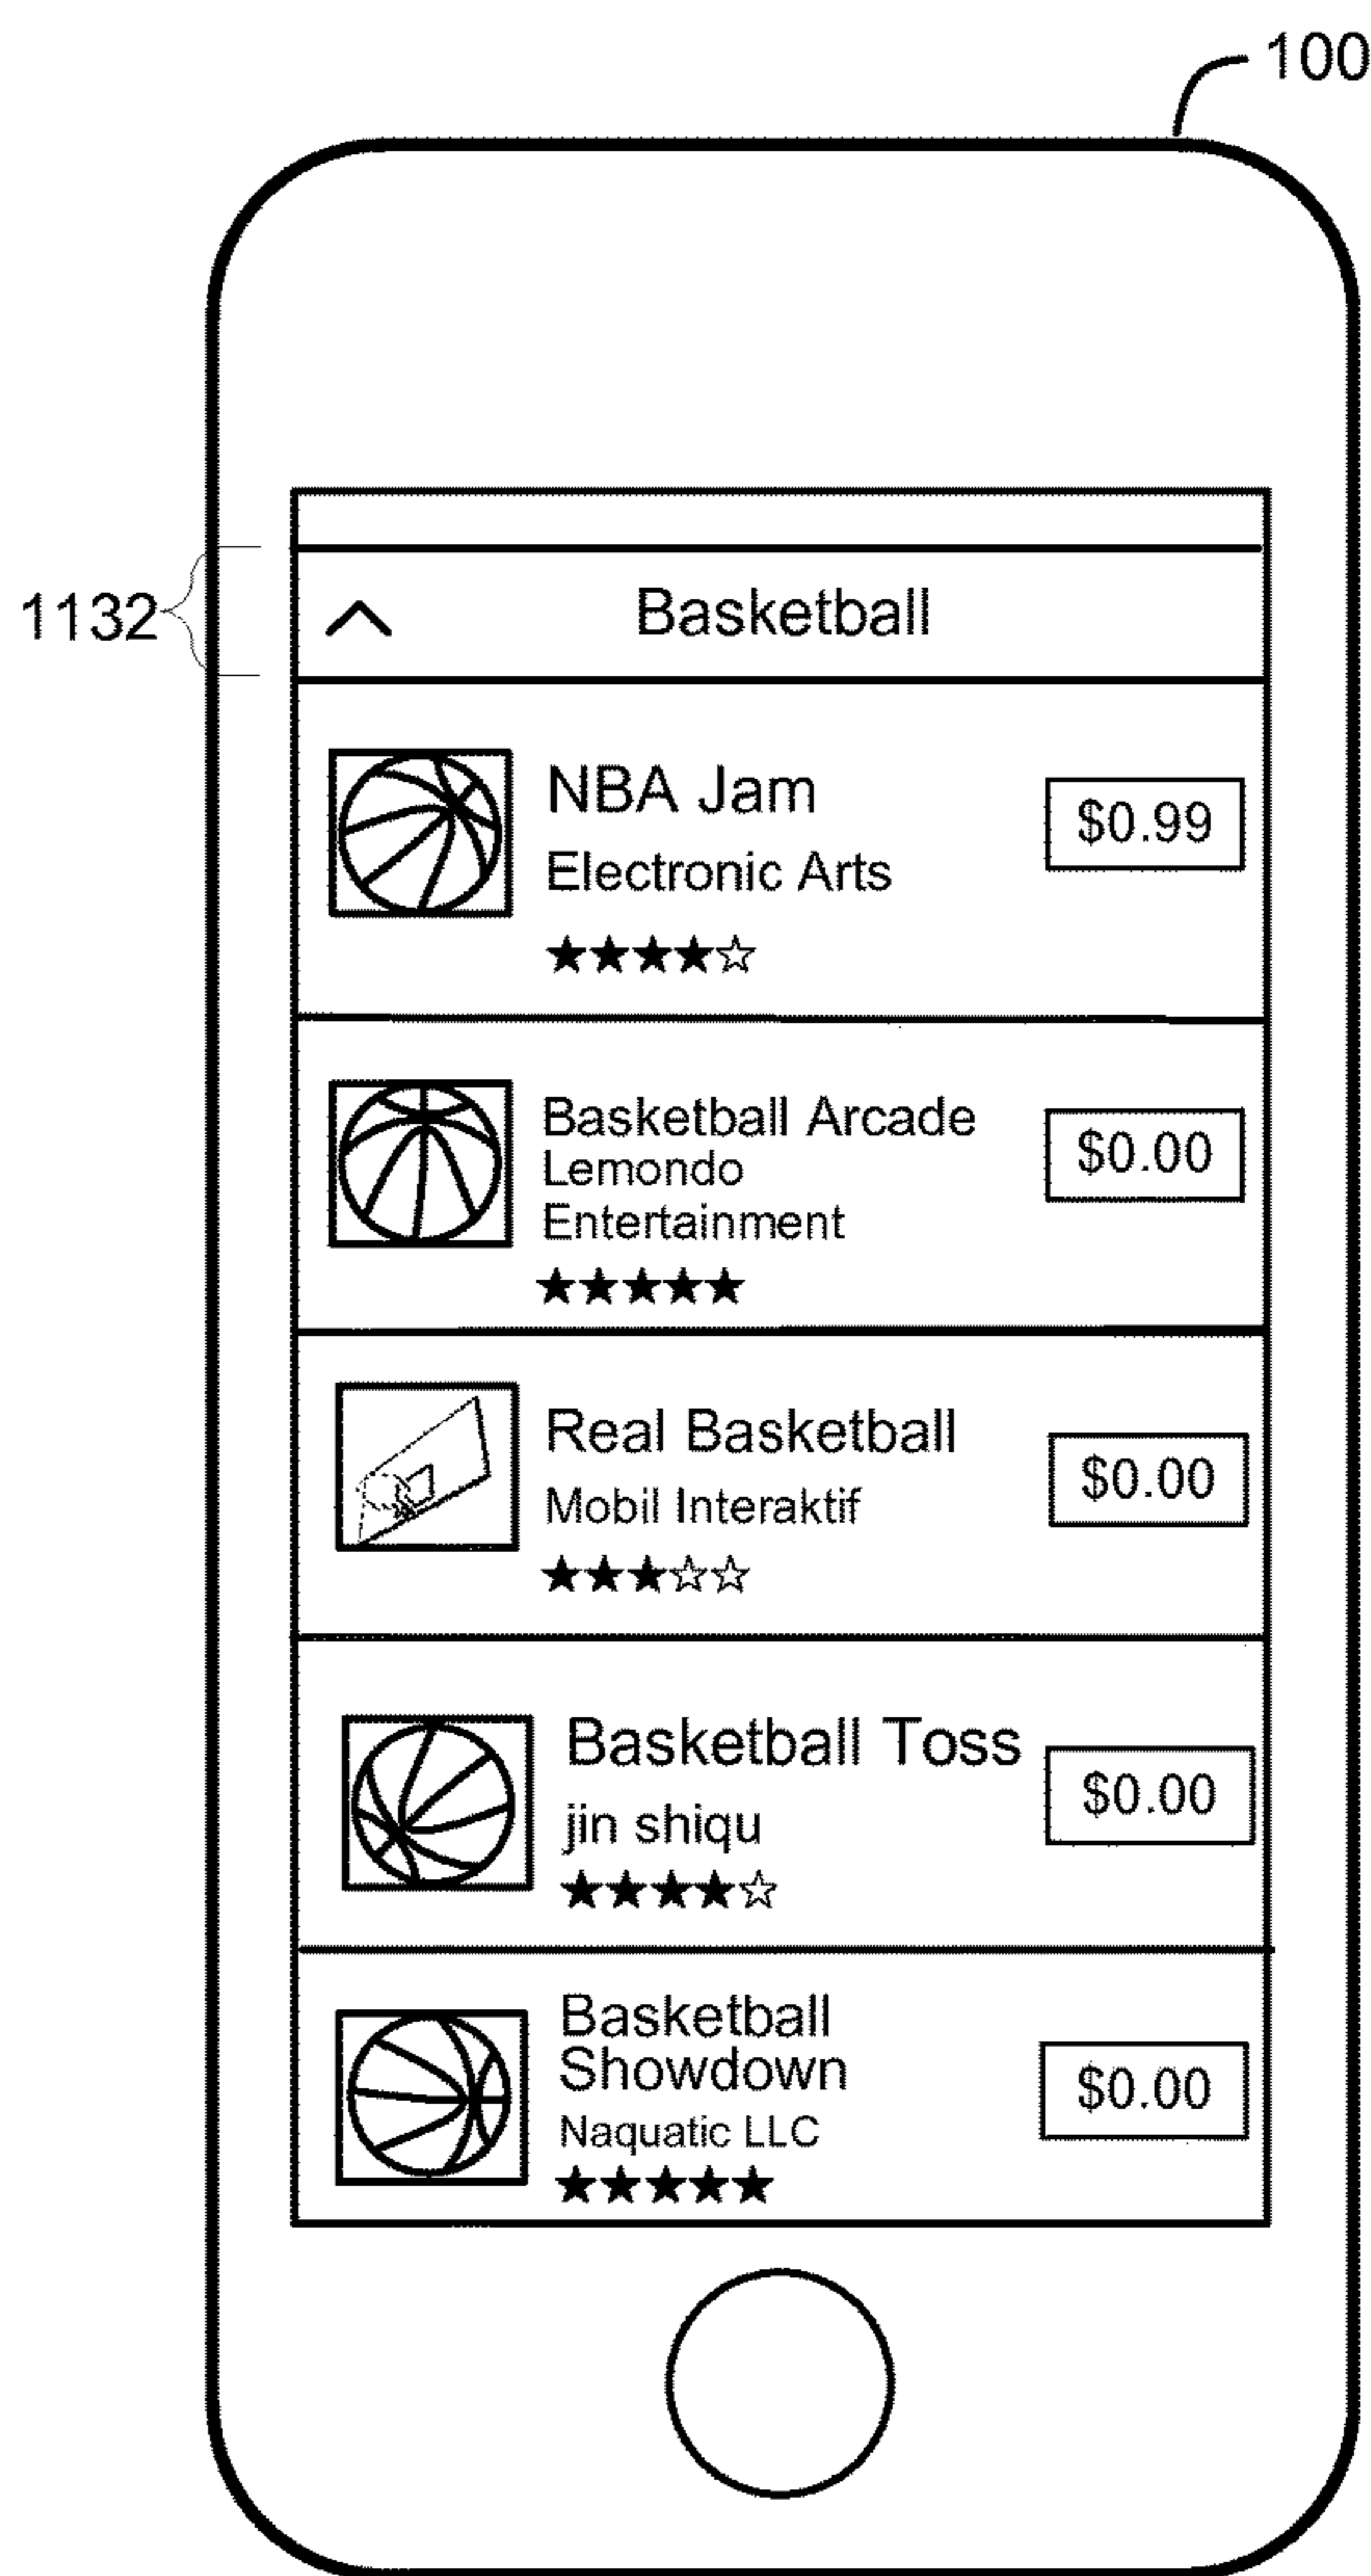 100
1132
Basketball
NBA Jam
$0.99
Electronic Arts
★★★★☆
Basketball Arcade
$0.00
Lemondo
Entertainment
★★★★★
Real Basketball
$0.00
Mobil Interaktif
★★★☆☆
Basketball Toss
$0.00
jin shiqu
★★★★☆
Basketball
Showdown
$0.00
Naquatic LLC
★★★★★